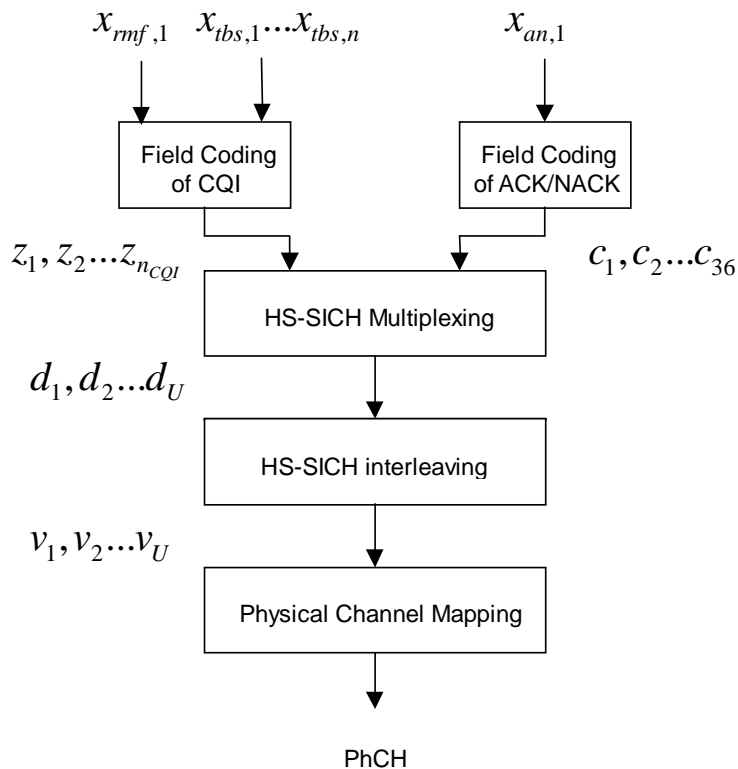 x_{rmf,1} x_{tbs,1}...x_{tbs,n} x_{an,1}
Field Coding
of CQI
Field Coding
of ACK/NACK
z_1, z_2...z_{n_{CQI}} c_1, c_2...c_{36}
HS-SICH Multiplexing
d_1, d_2...d_U
HS-SICH interleaving
v_1, v_2...v_U
Physical Channel Mapping
PhCH